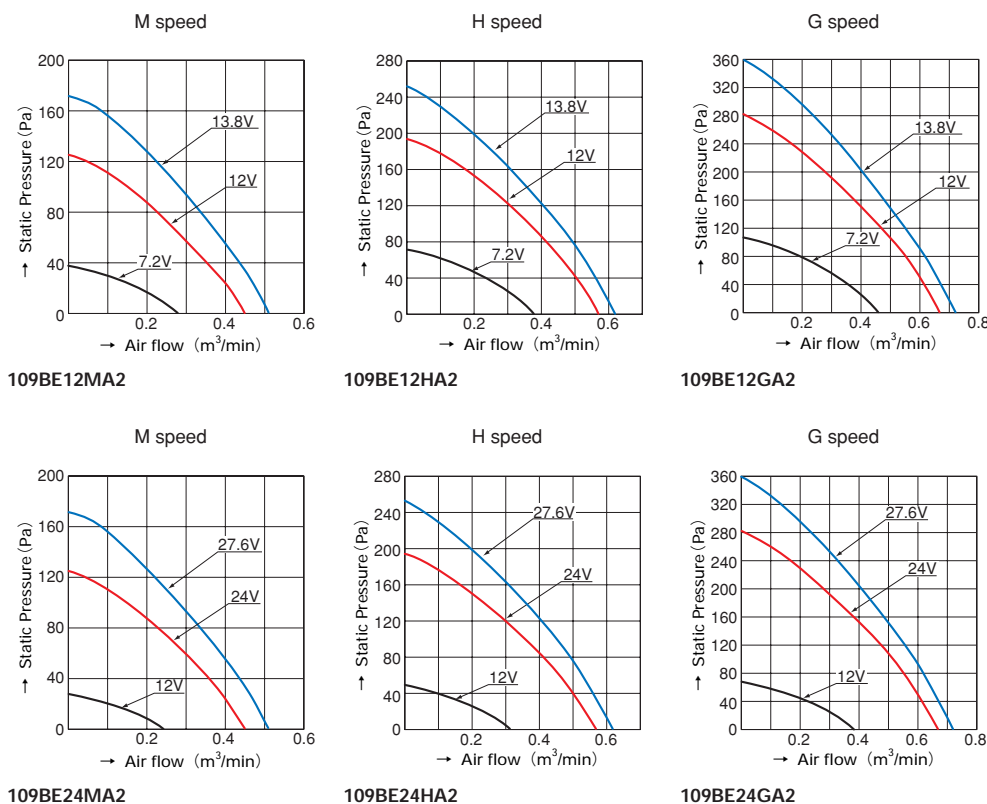 M speed
200
160
120
80
40
0
→ Static Pressure (Pa)
13.8V
12V
7.2V
0.2
0.4
0.6
→ Air flow (m³/min)
109BE12MA2
H speed
280
240
200
160
120
80
40
0
→ Static Pressure (Pa)
13.8V
12V
7.2V
0.2
0.4
0.6
→ Air flow (m³/min)
109BE12HA2
G speed
360
320
280
240
200
160
120
80
40
0
→ Static Pressure (Pa)
13.8V
12V
7.2V
0.2
0.4
0.6
0.8
→ Air flow (m³/min)
109BE12GA2
M speed
200
160
120
80
40
0
→ Static Pressure (Pa)
27.6V
24V
12V
0.2
0.4
0.6
→ Air flow (m³/min)
109BE24MA2
H speed
280
240
200
160
120
80
40
0
→ Static Pressure (Pa)
27.6V
24V
12V
0.2
0.4
0.6
→ Air flow (m³/min)
109BE24HA2
G speed
360
320
280
240
200
160
120
80
40
0
→ Static Pressure (Pa)
27.6V
24V
12V
0.2
0.4
0.6
0.8
→ Air flow (m³/min)
109BE24GA2